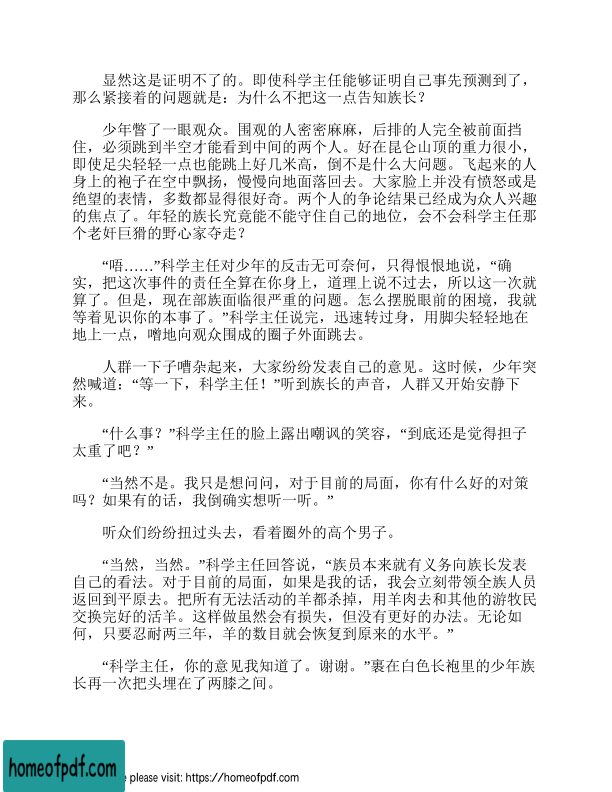 显然这是证明不了的。即使科学主任能够证明自己事先预测到了，
那么紧接着的问题就是：为什么不把这一点告知族长？
少年瞥了一眼观众。围观的人密密麻麻，后排的人完全被前面挡
住，必须跳到半空才能看到中间的两个人。好在昆仑山顶的重力很小，
即使足尖轻轻一点也能跳上好几米高，倒不是什么大问题。飞起来的人
身上的袍子在空中飘扬，慢慢向地面落回去。大家脸上并没有愤怒或是
绝望的表情，多数都显得很好奇。两个人的争论结果已经成为众人兴趣
的焦点了。年轻的族长究竟能不能守住自己的地位，会不会科学主任那
个老奸巨猾的野心家夺走？
“唔……”科学主任对少年的反击无可奈何，只得恨恨地说，“确
实，把这次事件的责任全算在你身上，道理上说不过去，所以这一次就
算了。但是，现在部族面临很严重的问题。怎么摆脱眼前的困境，我就
等着见识你的本事了。”科学主任说完，迅速转过身，用脚尖轻轻地在
地上一点，噌地向观众围成的圈子外面跳去。
人群一下子嘈杂起来，大家纷纷发表自己的意见。这时候，少年突
然喊道：“等一下，科学主任！”听到族长的声音，人群又开始安静下
来。
“什么事？”科学主任的脸上露出嘲讽的笑容，“到底还是觉得担子
太重了吧？”
“当然不是。我只是想问问，对于目前的局面，你有什么好的对策
吗？如果有的话，我倒确实想听一听。”
听众们纷纷扭过头去，看着圈外的高个男子。
“当然，当然。”科学主任回答说，“族员本来就有义务向族长发表
自己的看法。对于目前的局面，如果是我的话，我会立刻带领全族人员
返回到平原去。把所有无法活动的羊都杀掉，用羊肉去和其他的游牧民
交换完好的活羊。这样做虽然会有损失，但没有更好的办法。无论如
何，只要忍耐两三年，羊的数目就会恢复到原来的水平。”
“科学主任，你的意见我知道了。谢谢。”裹在白色长袍里的少年族
长再一次把头埋在了两膝之间。
homeofpdf.com
e please visit: https://homeofpdf.com